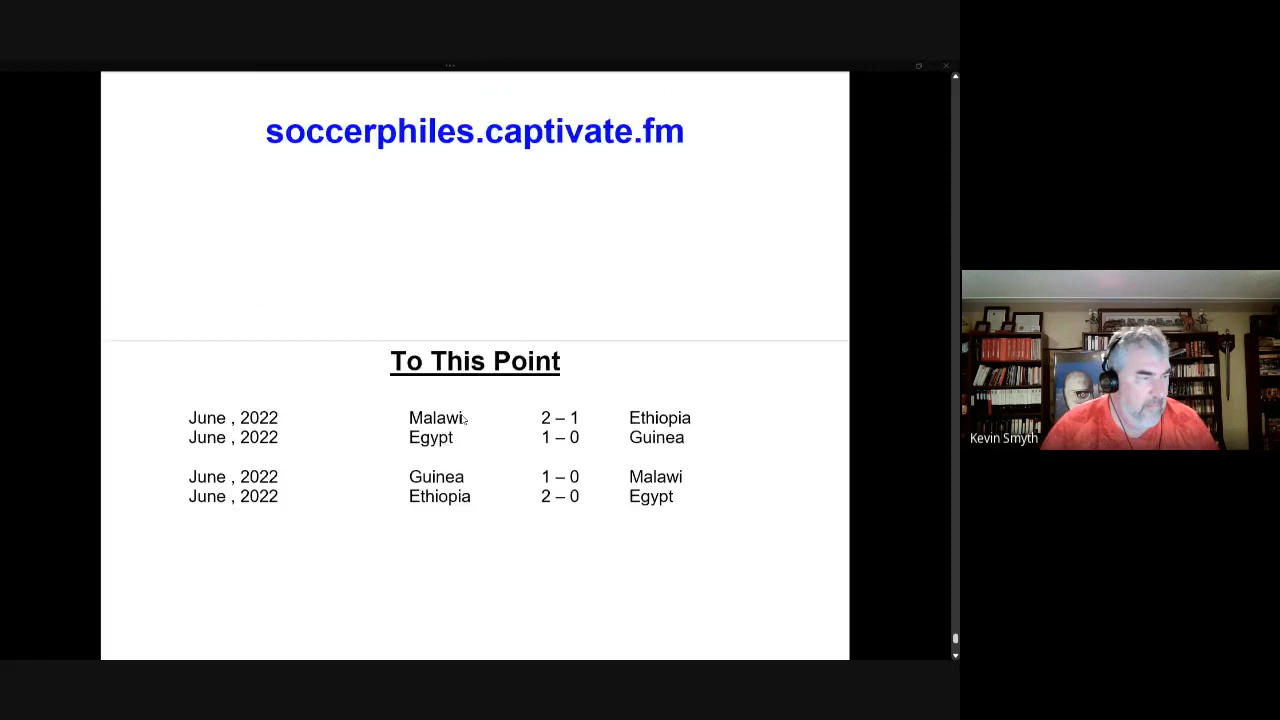 soccerphiles.captivate.fm
To This Point
June , 2022 Malawi 2 – 1 Ethiopia
June , 2022 Egypt 1 – 0 Guinea
June , 2022 Guinea 1 – 0 Malawi
June , 2022 Ethiopia 2 – 0 Egypt
Kevin Smyth